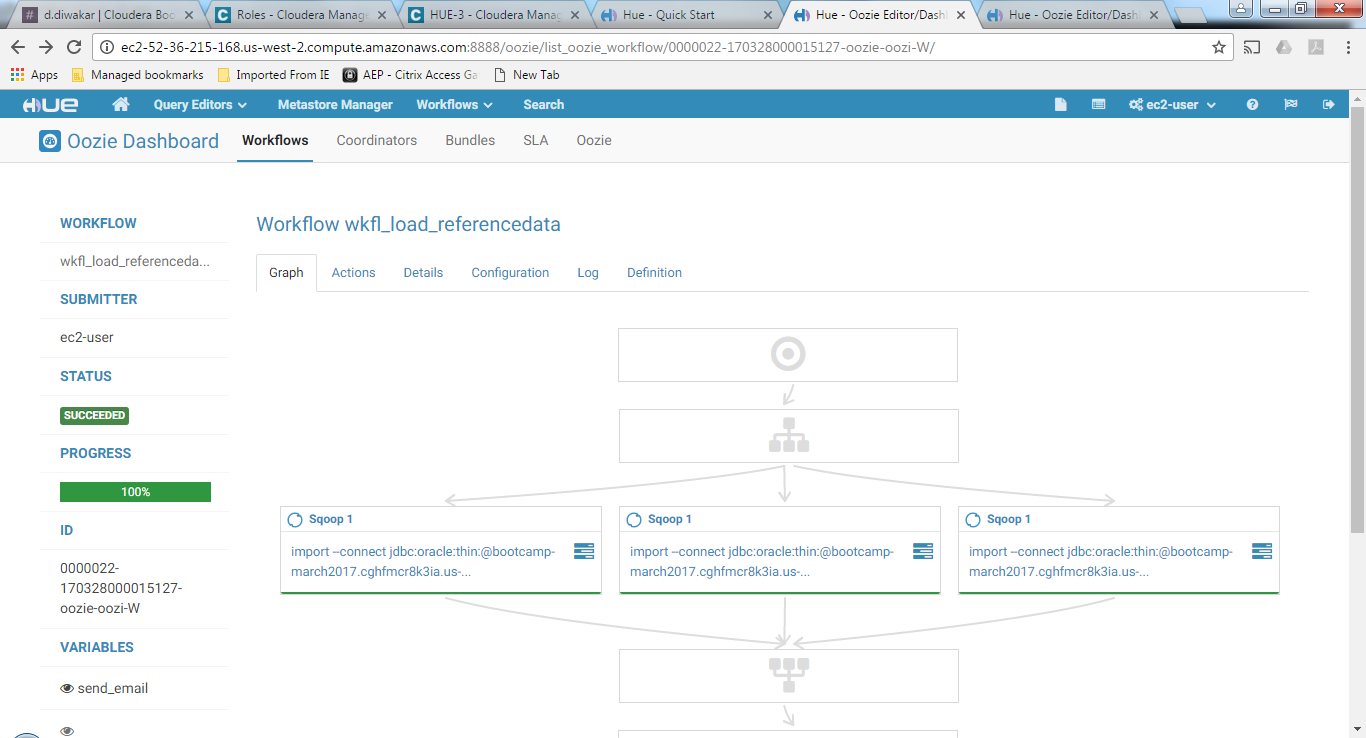 d.diwakar | Cloudera Boo
Roles - Cloudera Manage
HUE-3 - Cloudera Manag
Hue - Quick Start
Hue - Oozie Editor/Dash
Hue - Oozie Editor/Dash
ec2-52-36-215-168.us-west-2.compute.amazonaws.com:8888/oozie/list_oozie_workflow/0000022-170328000015127-oozie-oozi-W/
Apps
Managed bookmarks
Imported From IE
AEP - Citrix Access Ga
New Tab
HUE
Query Editors
Metastore Manager
Workflows
Search
ec2-user
Oozie Dashboard
Workflows
Coordinators
Bundles
SLA
Oozie
WORKFLOW
wkfl_load_referenceda...
SUBMITTER
ec2-user
STATUS
SUCCEEDED
PROGRESS
100%
ID
0000022-
170328000015127-
oozie-oozi-W
VARIABLES
send_email
Workflow wkfl_load_referencedata
Graph
Actions
Details
Configuration
Log
Definition
Sqoop 1
import --connect jdbc:oracle:thin:@bootcamp-
march2017.cghfmcr8k3ia.us-...
Sqoop 1
import --connect jdbc:oracle:thin:@bootcamp-
march2017.cghfmcr8k3ia.us-...
Sqoop 1
import --connect jdbc:oracle:thin:@bootcamp-
march2017.cghfmcr8k3ia.us-...